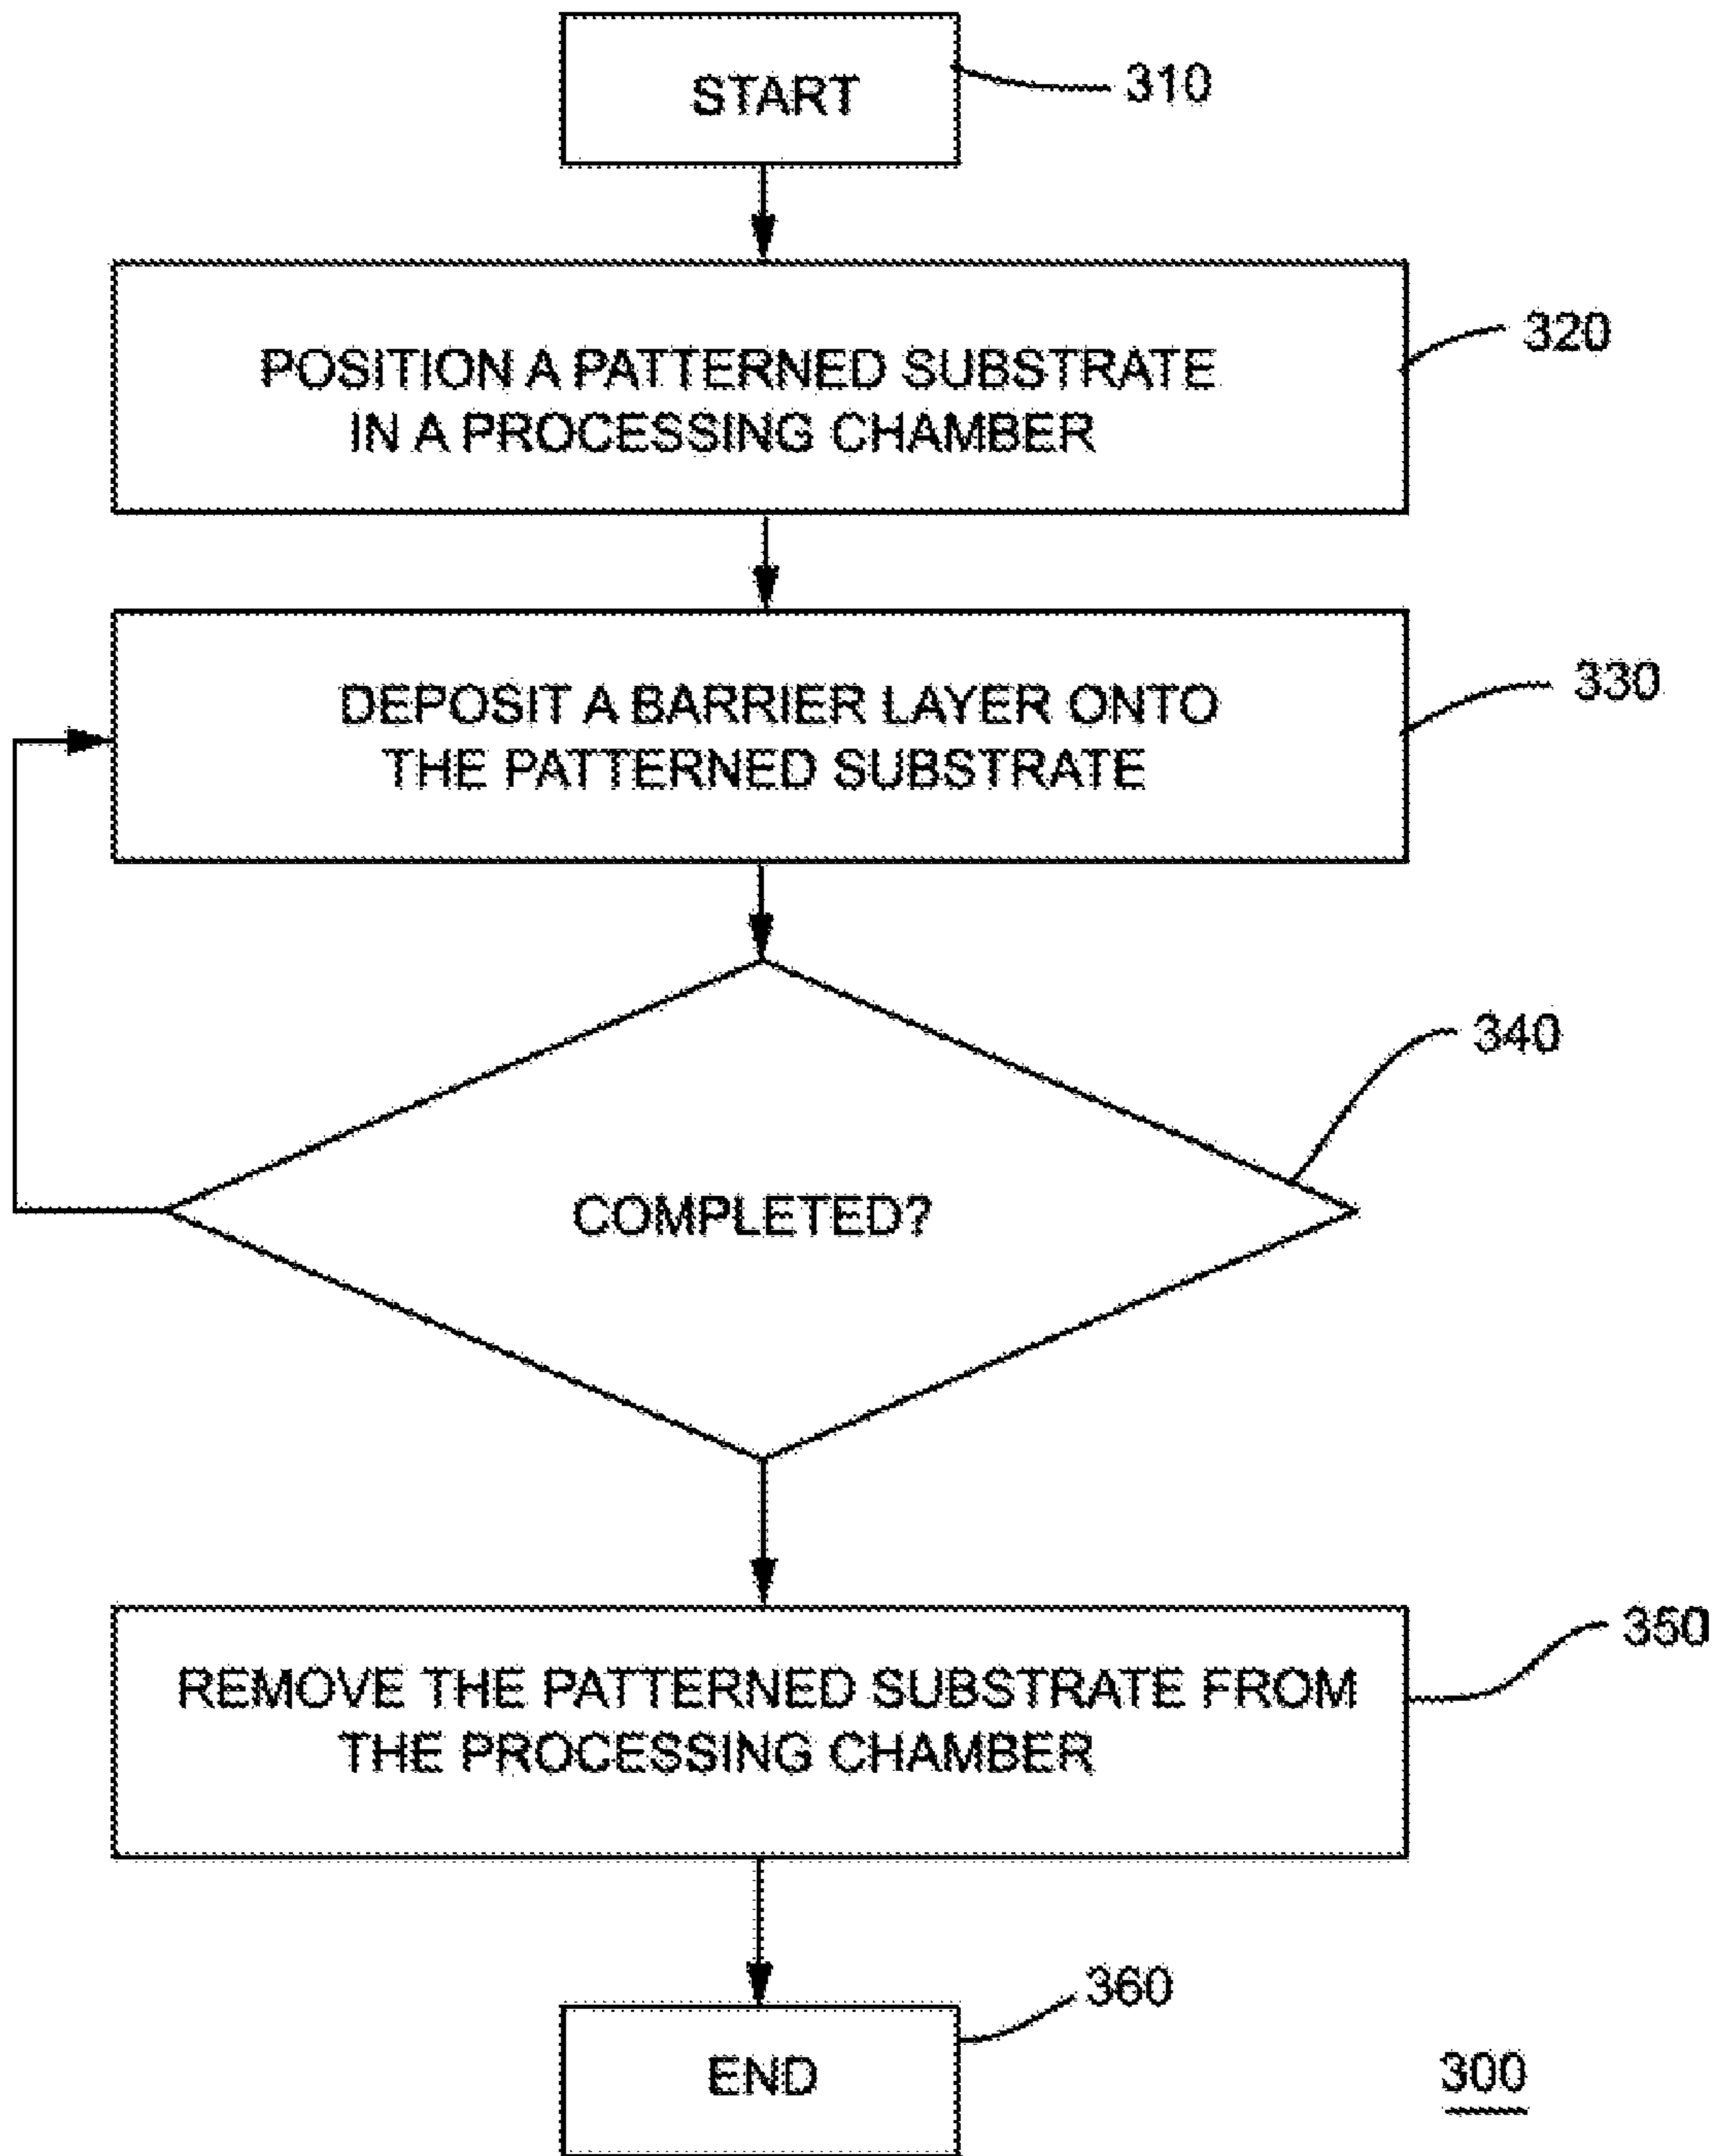 START
310
POSITION A PATTERNED SUBSTRATE
IN A PROCESSING CHAMBER
320
DEPOSIT A BARRIER LAYER ONTO
THE PATTERNED SUBSTRATE
330
COMPLETED?
340
REMOVE THE PATTERNED SUBSTRATE FROM
THE PROCESSING CHAMBER
350
END
360
300